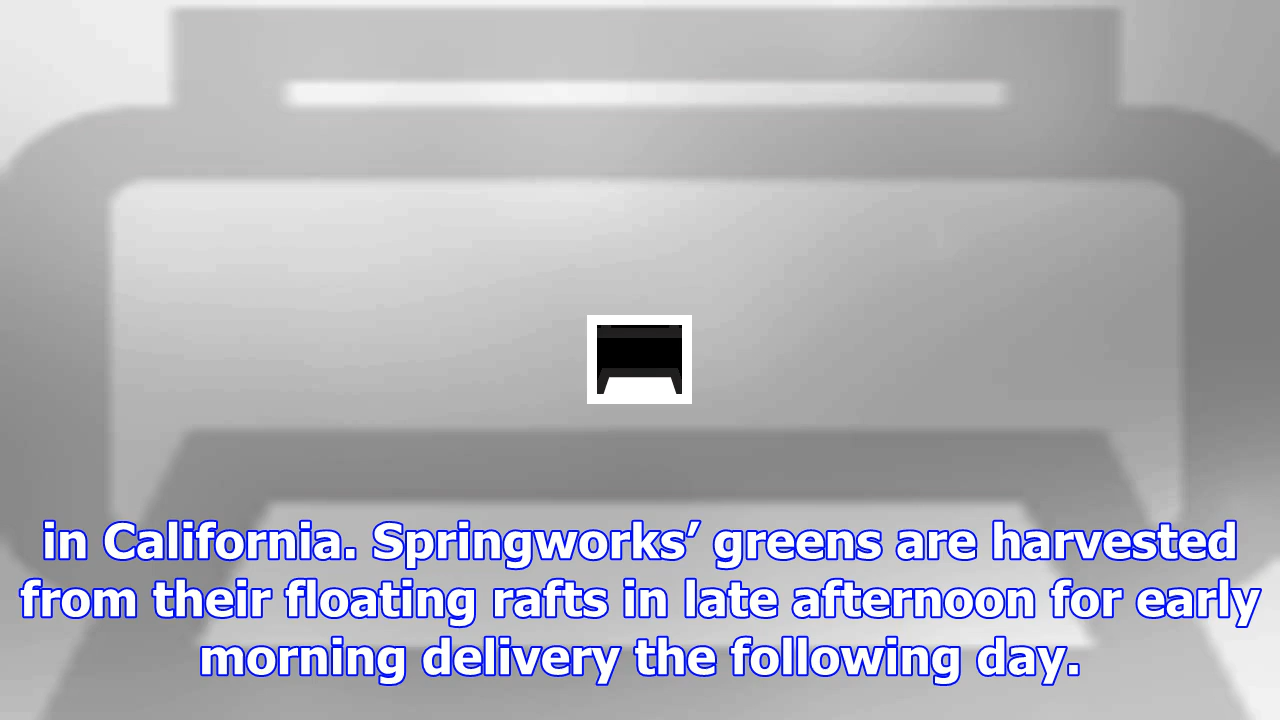 in California. Springworks’ greens are harvested
from their floating rafts in late afternoon for early
morning delivery the following day.